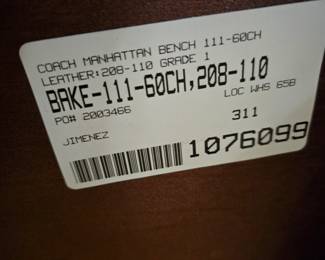 COACH MANHATTAN BENCH 111-60CH
LEATHER:208-110 GRADE 1
BAKE-111-60CH,208-110
PO# 2003466 LOC WHS 65B
311
JIMENEZ
1076099